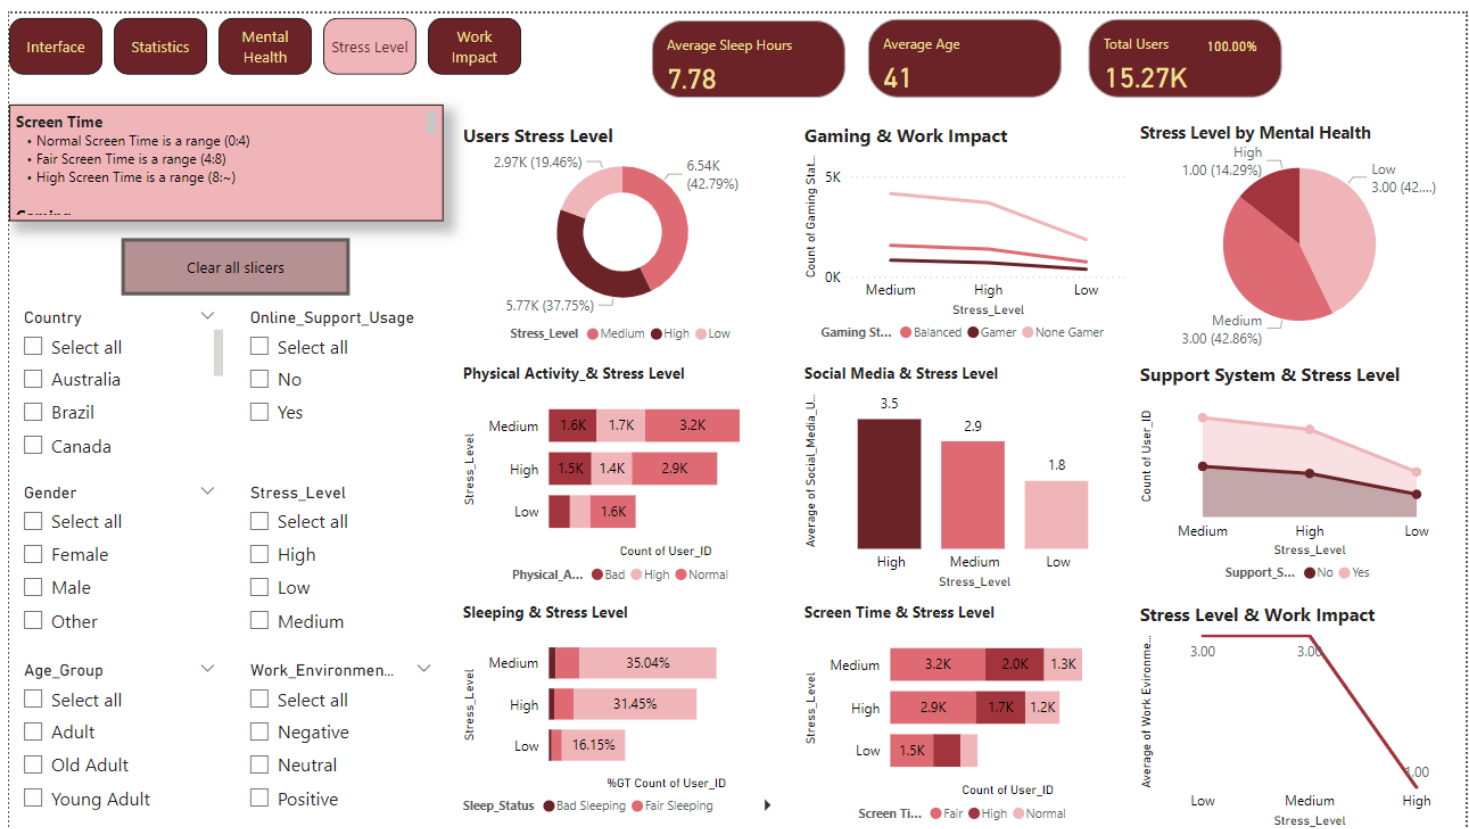 Interface
Statistics
Mental
Health
Stress Level
Work
Impact
Average Sleep Hours
7.78
Average Age
41
Total Users 100.00%
15.27K
Screen Time
• Normal Screen Time is a range (0:4)
• Fair Screen Time is a range (4:8)
• High Screen Time is a range (8:~)
Clear all slicers
Country
Select all
Australia
Brazil
Canada
Online_Support_Usage
Select all
No
Yes
Gender
Select all
Female
Male
Other
Stress_Level
Select all
High
Low
Medium
Age_Group
Select all
Adult
Old Adult
Young Adult
Work_Environmen...
Select all
Negative
Neutral
Positive
Users Stress Level
2.97K (19.46%)
6.54K
(42.79%)
5.77K (37.75%)
Stress_Level Medium High Low
Gaming & Work Impact
Count of Gaming Stat...
5K
0K
Medium High Low
Stress_Level
Gaming St... Balanced Gamer None Gamer
Stress Level by Mental Health
High
1.00 (14.29%)
Low
3.00 (42....)
Medium
3.00 (42.86%)
Physical Activity_& Stress Level
Stress_Level
Medium 1.6K 1.7K 3.2K
High 1.5K 1.4K 2.9K
Low 1.6K
Count of User_ID
Physical_A... Bad High Normal
Social Media & Stress Level
Average of Social_Media_U...
3.5
2.9
1.8
High Medium Low
Stress_Level
Support System & Stress Level
Count of User_ID
Medium High Low
Stress_Level
Support_S... No Yes
Sleeping & Stress Level
Stress_Level
Medium 35.04%
High 31.45%
Low 16.15%
%GT Count of User_ID
Sleep_Status Bad Sleeping Fair Sleeping
Screen Time & Stress Level
Stress_Level
Medium 3.2K 2.0K 1.3K
High 2.9K 1.7K 1.2K
Low 1.5K
Count of User_ID
Screen Ti... Fair High Normal
Stress Level & Work Impact
Average of Work Evironme...
3.00 3.00
1.00
Low Medium High
Stress_Level